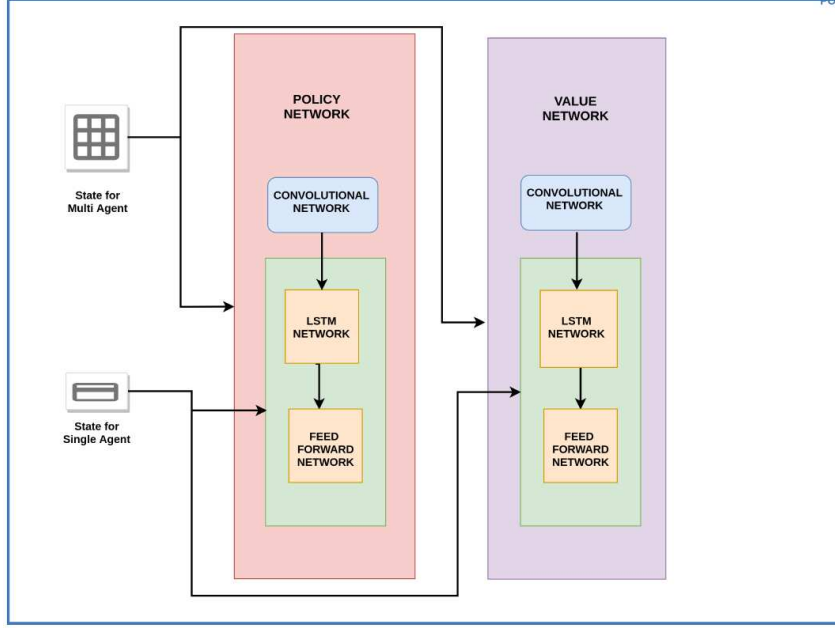 POLICY
NETWORK
VALUE
NETWORK
State for
Multi Agent
CONVOLUTIONAL
NETWORK
CONVOLUTIONAL
NETWORK
LSTM
NETWORK
LSTM
NETWORK
State for
Single Agent
FEED
FORWARD
NETWORK
FEED
FORWARD
NETWORK